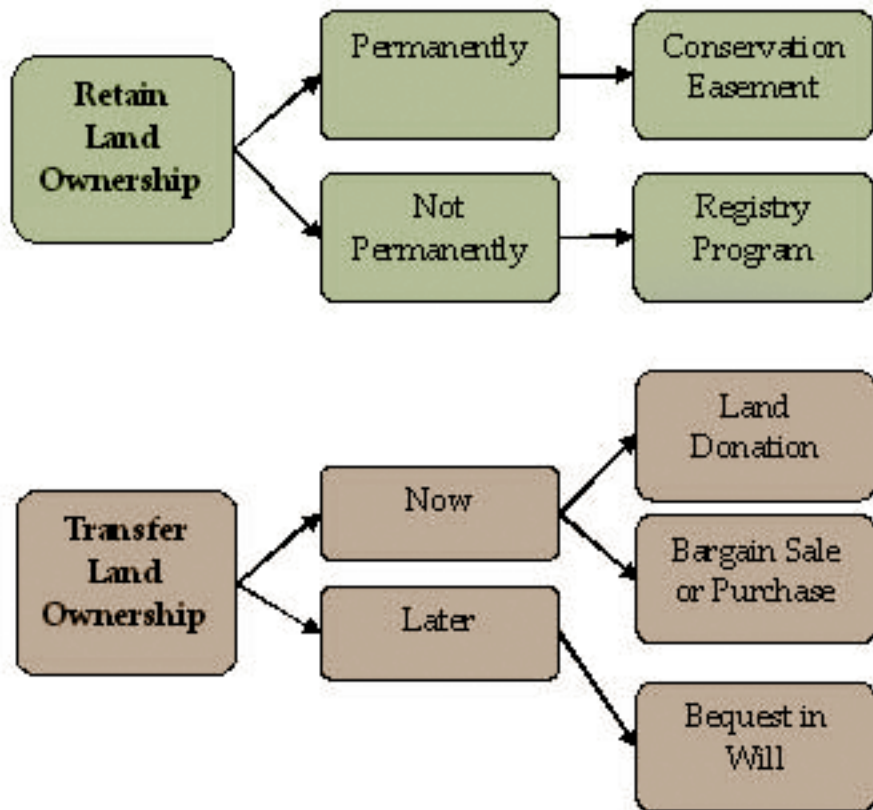 Retain
Land
Ownership
Permanently
Conservation
Easement
Not
Permanently
Registry
Program
Transfer
Land
Ownership
Now
Land
Donation
Bargain Sale
or Purchase
Later
Bequest in
Will